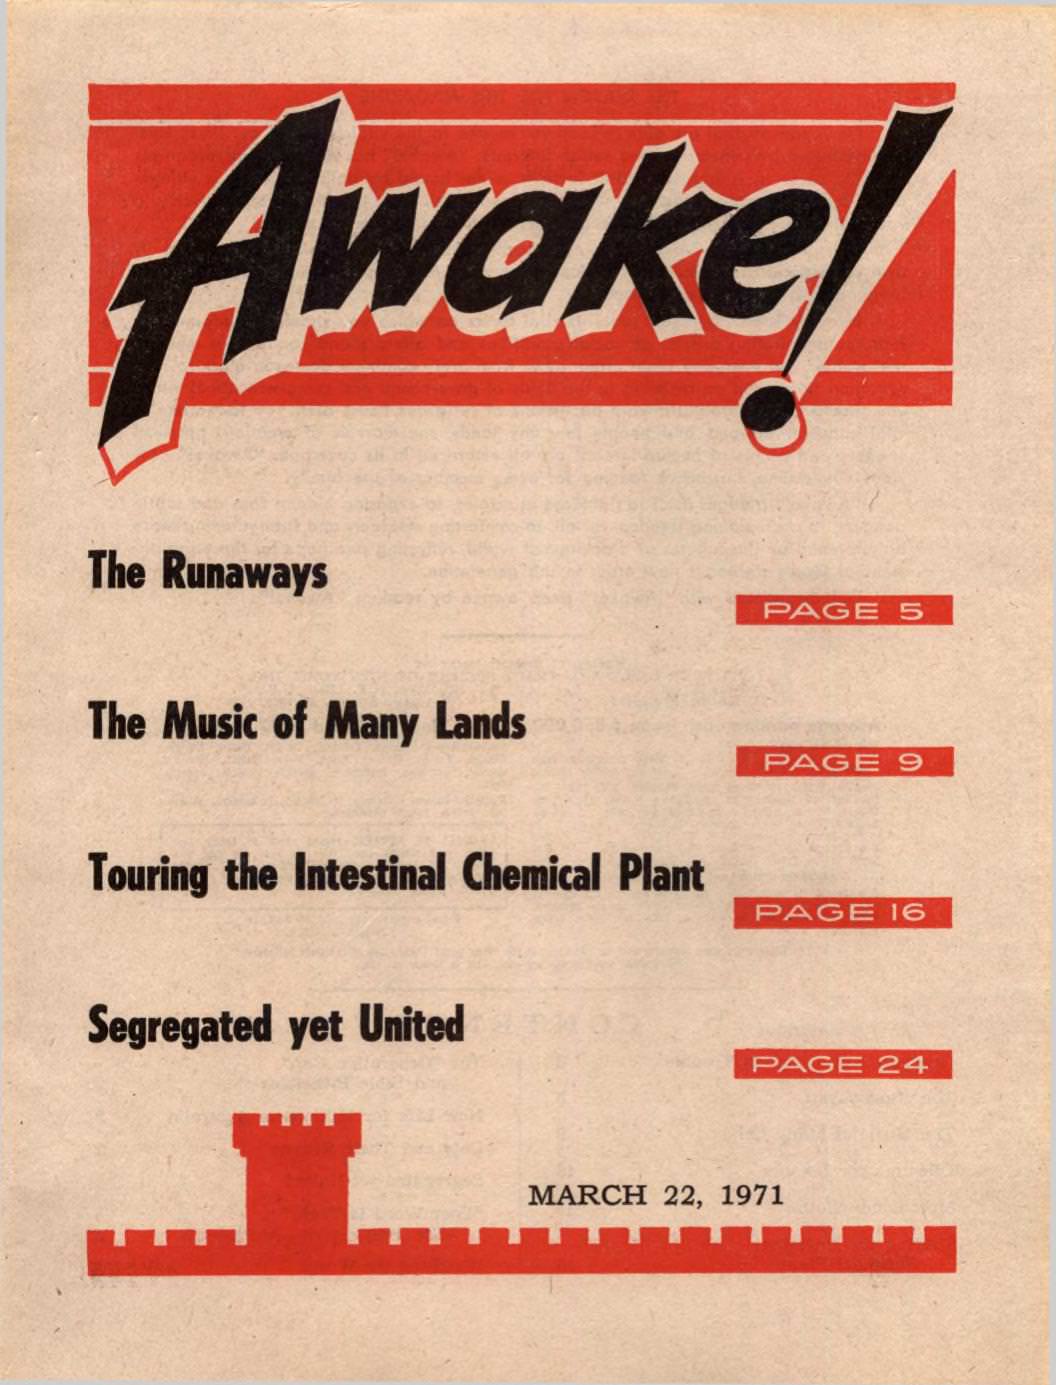 Awake!
The Runaways
PAGE 5
The Music of Many Lands
PAGE 9
Touring the Intestinal Chemical Plant
PAGE 16
Segregated yet United
PAGE 24
MARCH 22, 1971